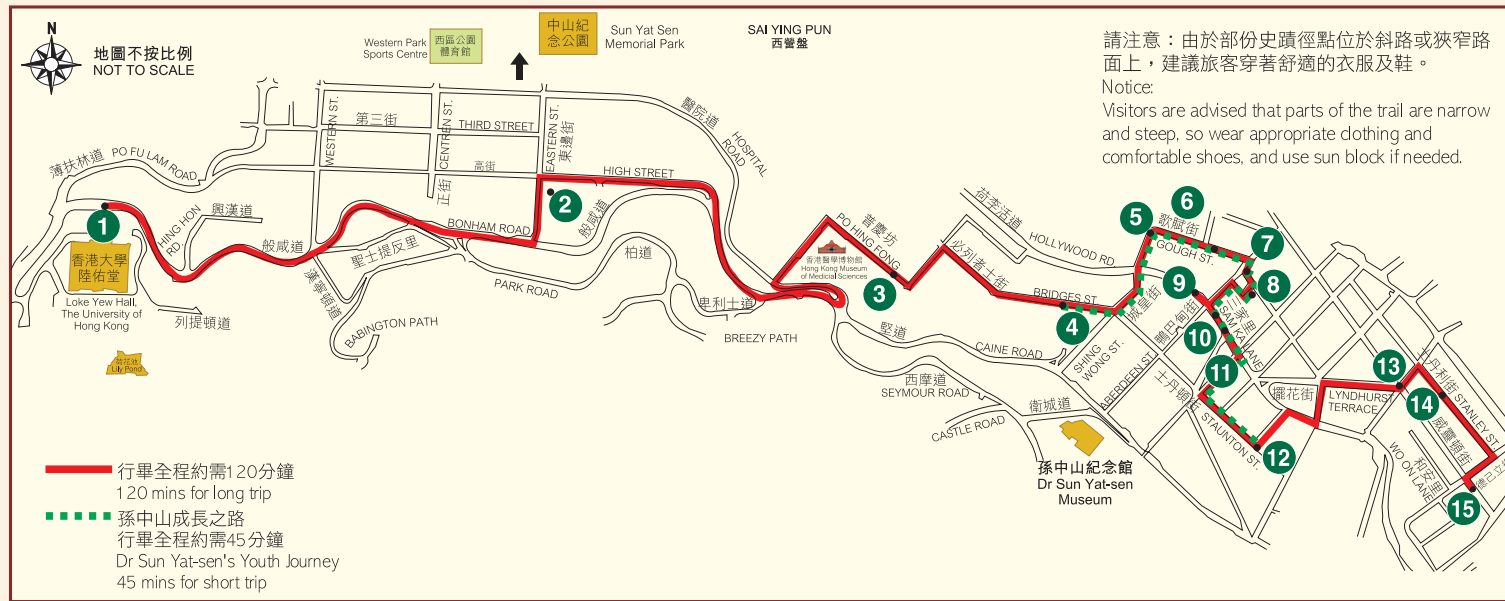 N
地圖不按比例
NOT TO SCALE
Western Park
Sports Centre
西區公園
體育館
中山紀
念公園
Sun Yat Sen
Memorial Park
SAI YING PUN
西營盤
請注意：由於部份史蹟徑點位於斜路或狹窄路
面上，建議旅客穿著舒適的衣服及鞋。
Notice:
Visitors are advised that parts of the trail are narrow
and steep, so wear appropriate clothing and
comfortable shoes, and use sun block if needed.
薄扶林道
PO FU LAM ROAD
第三街
THIRD STREET
WESTERN ST.
CENTREN ST.
正街
EASTERN ST.
東邊街
高街
HIGH STREET
醫院道
HOSPITAL
ROAD
HING HON
RD.
興漢道
般咸道
BONHAM ROAD
般咸道
聖士提反里
漢寧頓道
BABINGTON PATH
PARK ROAD
柏道
卑利士道
BREEZY PATH
列提頓道
香港大學
陸佑堂
Loke Yew Hall,
The University of
Hong Kong
荷花池
Lily Pond
普慶坊
PO HING FONG
香港醫學博物館
Hong Kong Museum
of Medicial Sciences
荷李活道
HOLLYWOOD RD
必列者士街
BRIDGES ST.
堅道
CAINE ROAD
西摩道
SEYMOUR ROAD
衛城道
CASTLE ROAD
孫中山紀念館
Dr Sun Yat-sen
Museum
城皇街
SHING
WONG ST.
鴨巴甸街
ABERDEEN ST.
歌賦街
GOUGH ST.
三家里
SAM KA LANE
士丹頓街
STAUNTON ST.
擺花街
LYNDHURST
TERRACE
士丹利街
STANLEY ST.
威靈頓街
和安里
WO ON LANE
德己立
1
2
3
4
5
6
7
8
9
10
11
12
13
14
15
行畢全程約需120分鐘
120 mins for long trip
孫中山成長之路
行畢全程約需45分鐘
Dr Sun Yat-sen's Youth Journey
45 mins for short trip